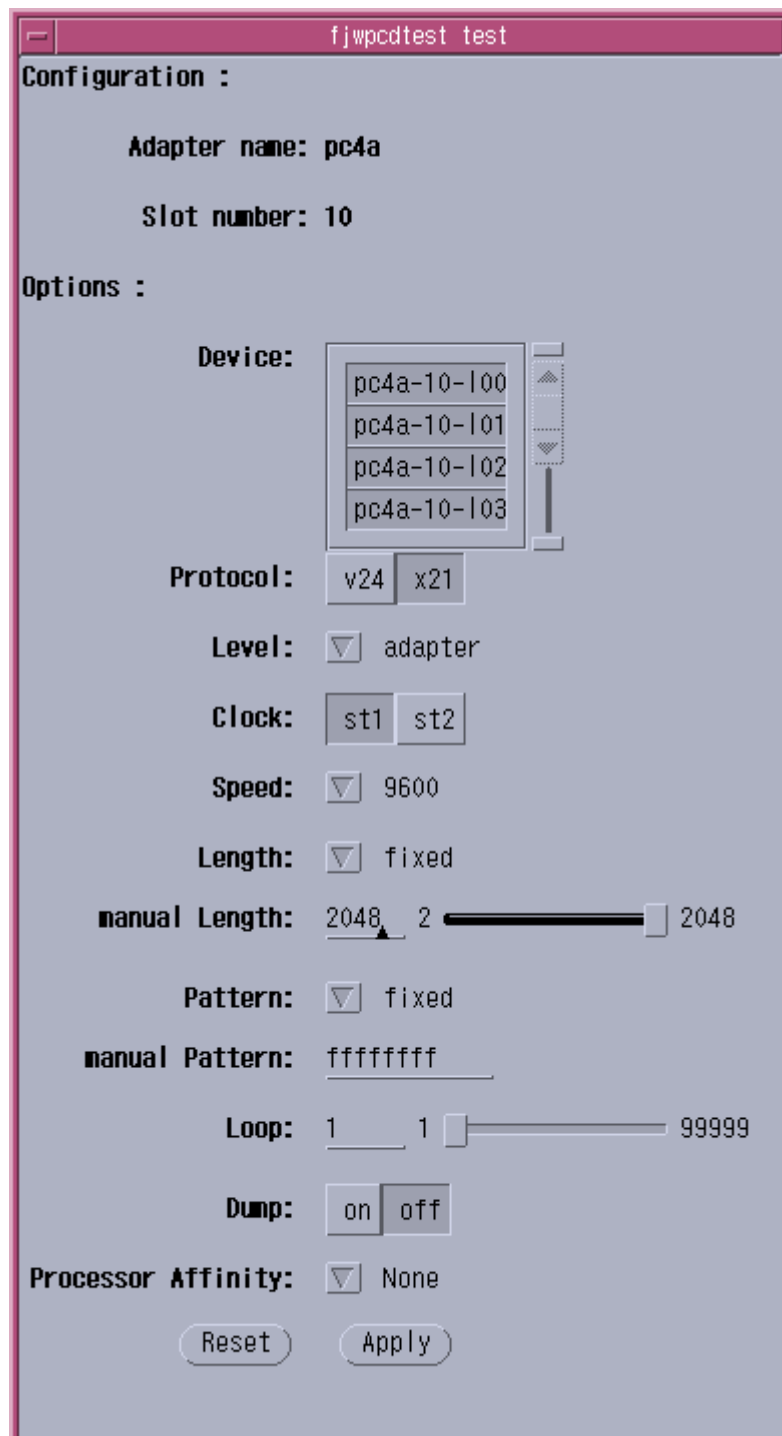 fjwpcdtest test
Configuration :
Adapter name: pc4a
Slot number: 10
Options :
Device:
pc4a-10-l00
pc4a-10-l01
pc4a-10-l02
pc4a-10-l03
Protocol: v24 x21
Level: adapter
Clock: st1 st2
Speed: 9600
Length: fixed
manual Length: 2048 2 2048
Pattern: fixed
manual Pattern: ffffffff
Loop: 1 1 99999
Dump: on off
Processor Affinity: None
Reset Apply